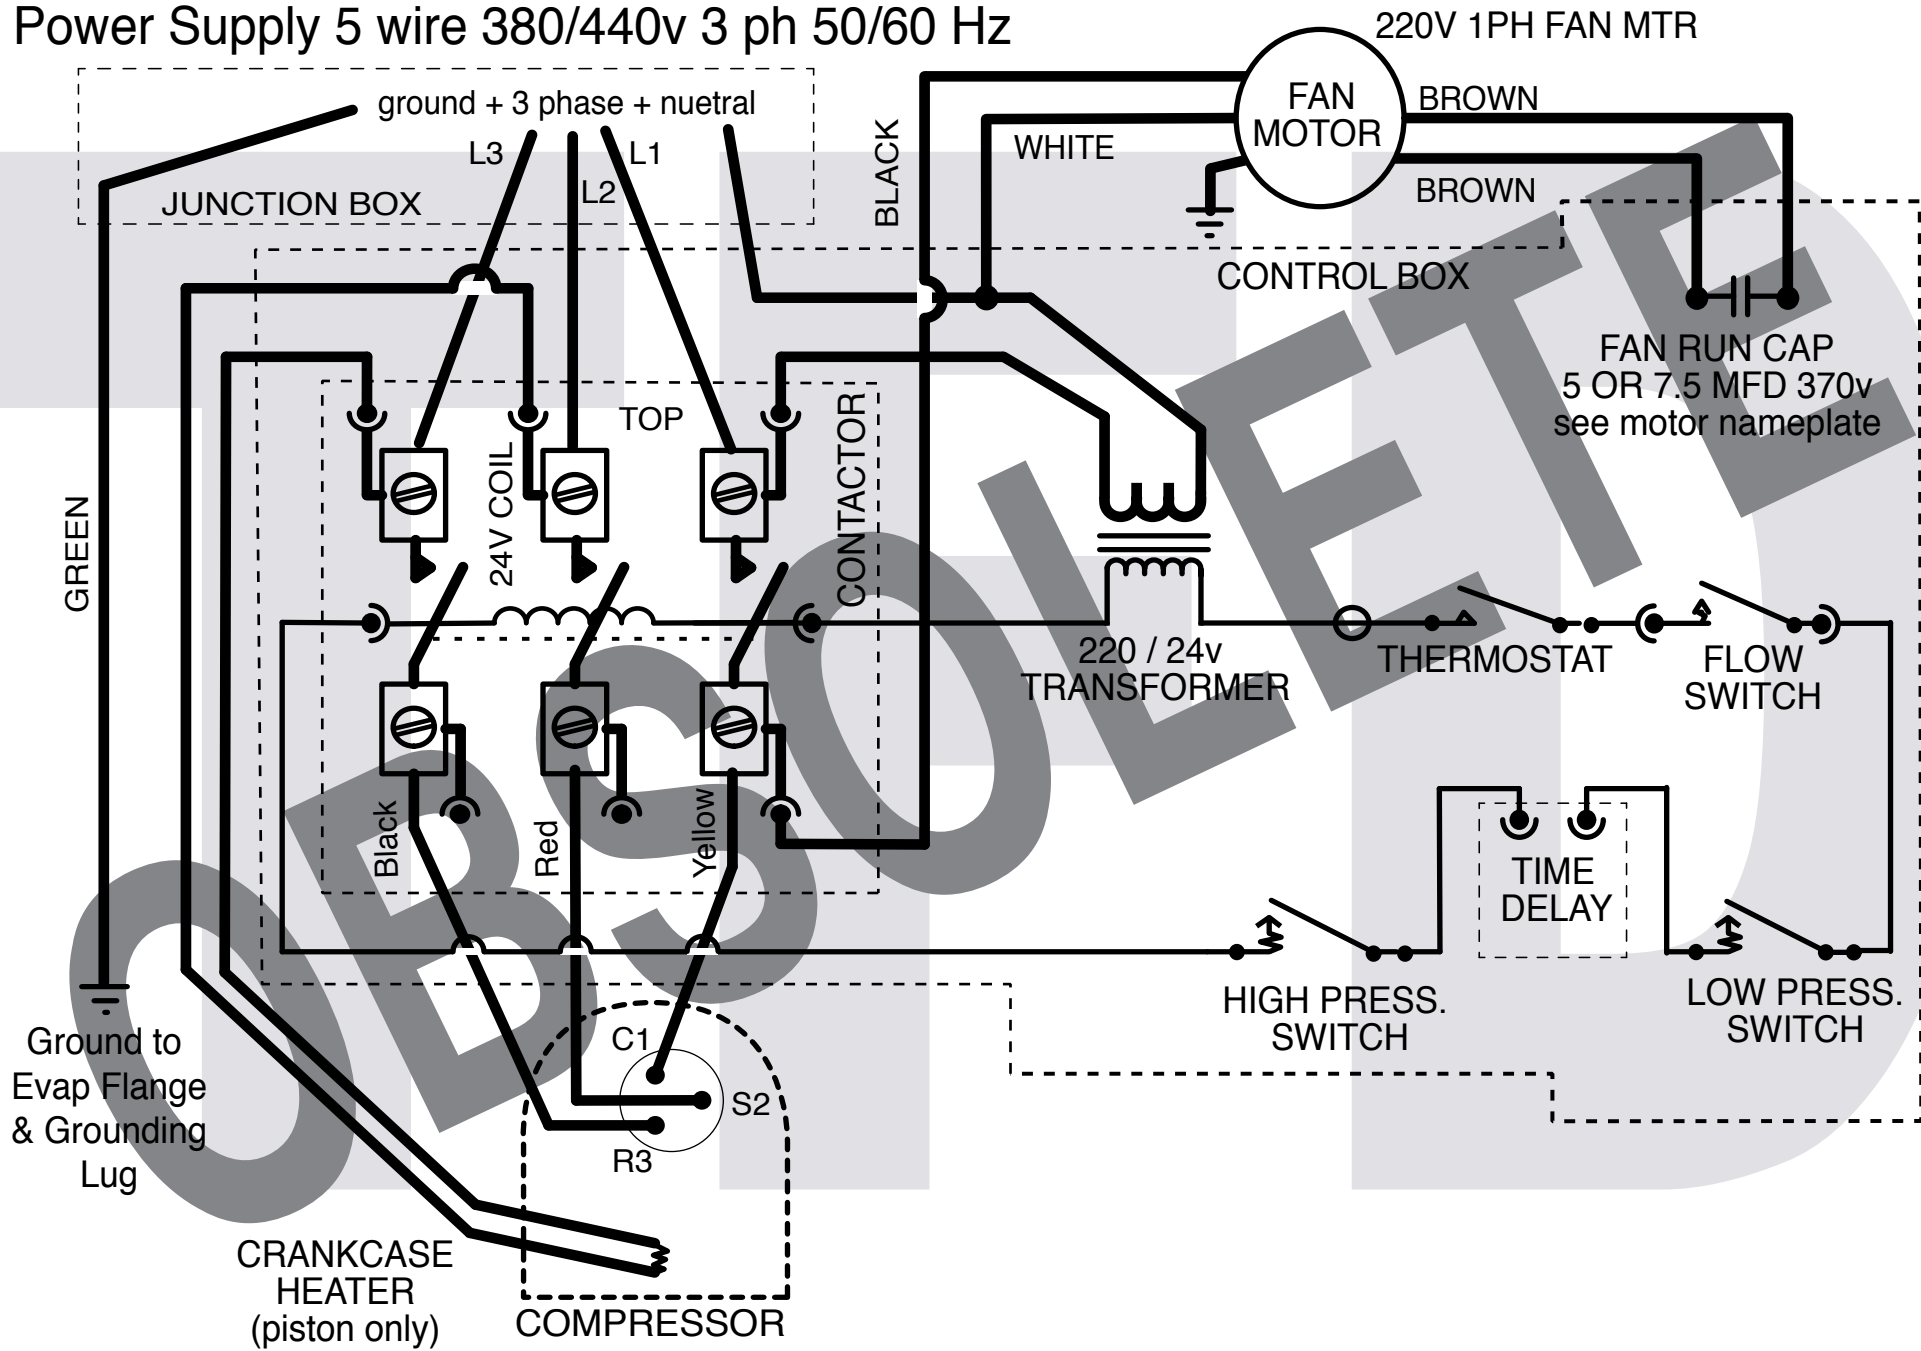 Power Supply 5 wire 380/440v 3 ph 50/60 Hz
220V 1PH FAN MTR
ground + 3 phase + nuetral
L3
L2
L1
JUNCTION BOX
BLACK
WHITE
FAN
MOTOR
BROWN
BROWN
CONTROL BOX
FAN RUN CAP
5 OR 7.5 MFD 370v
see motor nameplate
TOP
24V COIL
CONTACTOR
GREEN
220 / 24v
TRANSFORMER
THERMOSTAT
FLOW
SWITCH
Black
Red
Yellow
TIME
DELAY
HIGH PRESS.
SWITCH
LOW PRESS.
SWITCH
Ground to
Evap Flange
& Grounding
Lug
C1
S2
R3
CRANKCASE
HEATER
(piston only)
COMPRESSOR
OBSOLETE